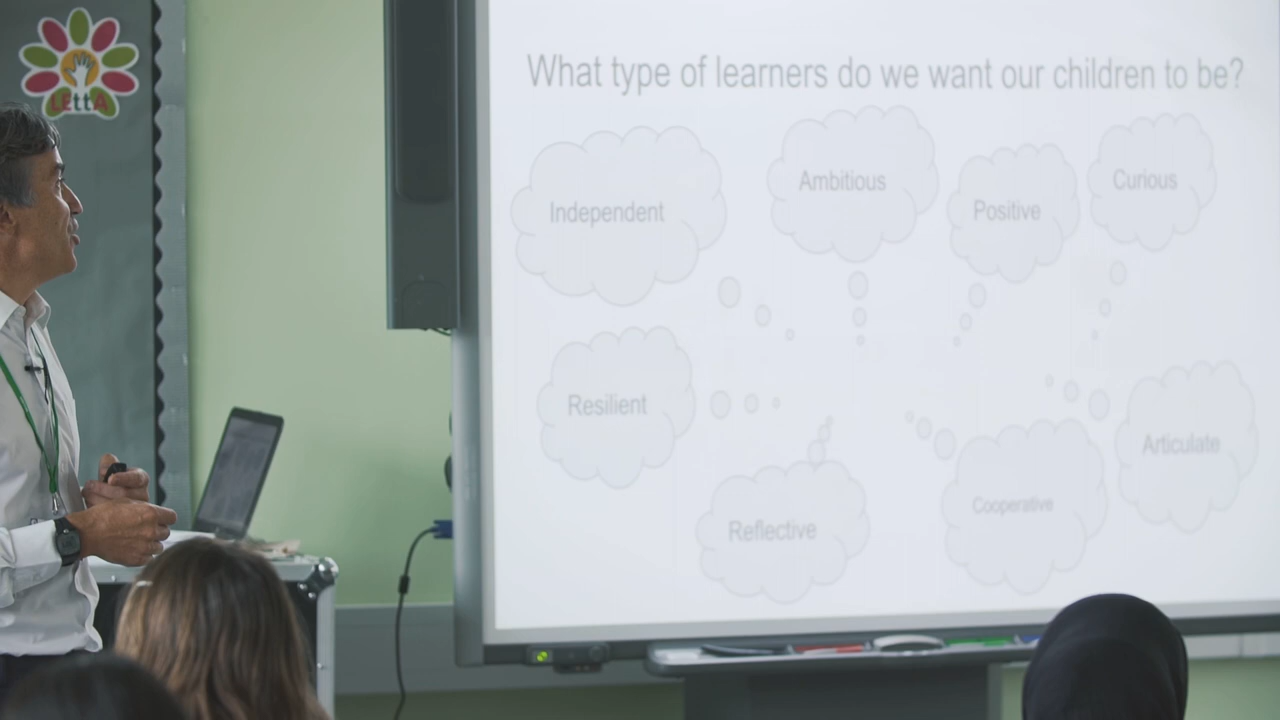 LEttA
What type of learners do we want our children to be?
Independent
Ambitious
Positive
Curious
Resilient
Articulate
Reflective
Cooperative